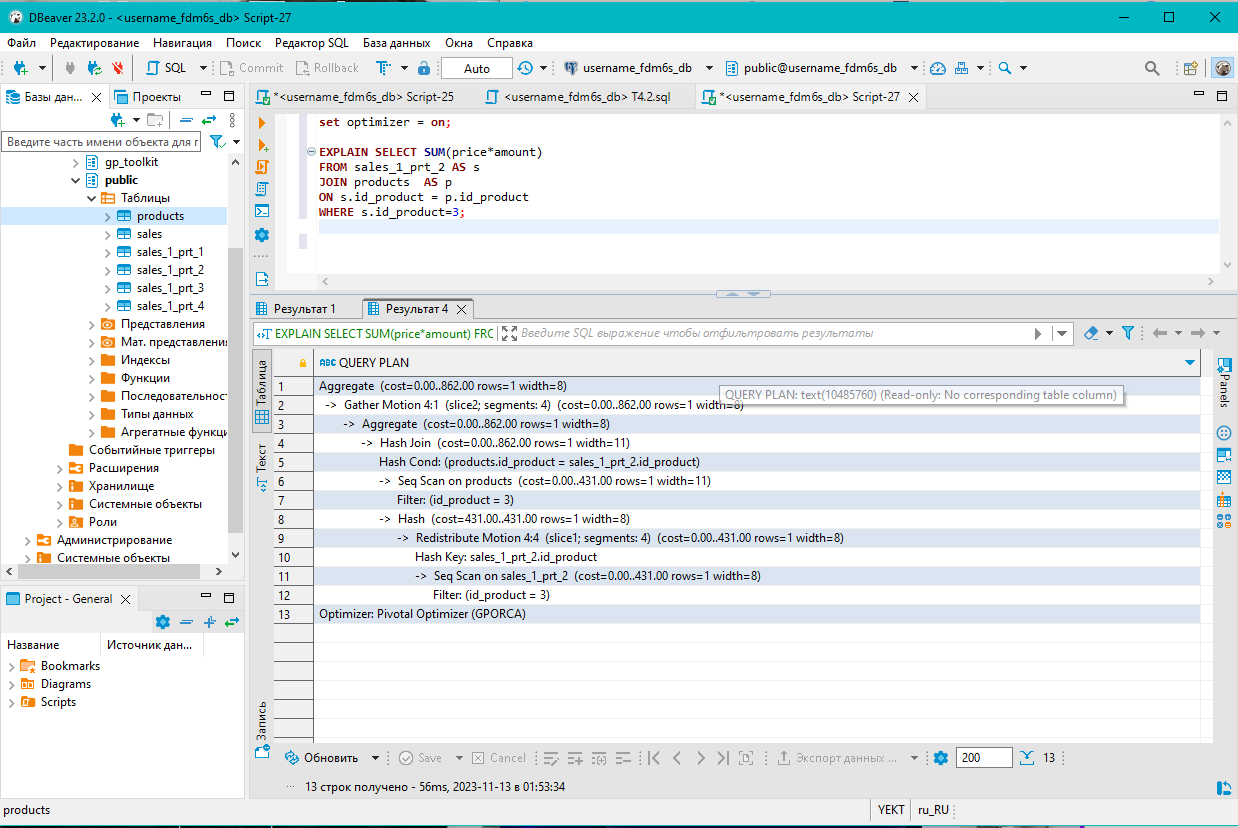 DBeaver 23.2.0 - <username_fdm6s_db> Script-27
Файл Редактирование Навигация Поиск Редактор SQL База данных Окна Справка
SQL Commit Rollback T Auto username_fdm6s_db public@username_fdm6s_db
Базы дан... Проекты
*<username_fdm6s_db> Script-25 <username_fdm6s_db> T4.2.sql *<username_fdm6s_db> Script-27
Введите часть имени объекта для г
gp_toolkit
public
Таблицы
products
sales
sales_1_prt_1
sales_1_prt_2
sales_1_prt_3
sales_1_prt_4
Представления
Мат. представлени
Индексы
Функции
Последовательност
Типы данных
Агрегатные функци
Событийные триггеры
Расширения
Хранилище
Системные объекты
Роли
Администрирование
Системные объекты
set optimizer = on;
EXPLAIN SELECT SUM(price*amount)
FROM sales_1_prt_2 AS s
JOIN products  AS p
ON s.id_product = p.id_product
WHERE s.id_product=3;
Результат 1 Результат 4
EXPLAIN SELECT SUM(price*amount) FRO Введите SQL выражение чтобы отфильтровать результаты
Таблица
Текст
Запись
ABC QUERY PLAN
QUERY PLAN: text(10485760) (Read-only: No corresponding table column)
1 Aggregate (cost=0.00..862.00 rows=1 width=8)
2 -> Gather Motion 4:1 (slice2; segments: 4) (cost=0.00..862.00 rows=1 width=8)
3 -> Aggregate (cost=0.00..862.00 rows=1 width=8)
4 -> Hash Join (cost=0.00..862.00 rows=1 width=11)
5 Hash Cond: (products.id_product = sales_1_prt_2.id_product)
6 -> Seq Scan on products (cost=0.00..431.00 rows=1 width=11)
7 Filter: (id_product = 3)
8 -> Hash (cost=431.00..431.00 rows=1 width=8)
9 -> Redistribute Motion 4:4 (slice1; segments: 4) (cost=0.00..431.00 rows=1 width=8)
10 Hash Key: sales_1_prt_2.id_product
11 -> Seq Scan on sales_1_prt_2 (cost=0.00..431.00 rows=1 width=8)
12 Filter: (id_product = 3)
13 Optimizer: Pivotal Optimizer (GPORCA)
Panels
Project - General
Название Источник дан...
Bookmarks
Diagrams
Scripts
Обновить Save Cancel Экспорт данных ... 200 13
13 строк получено - 56ms, 2023-11-13 в 01:53:34
products YEKT ru_RU